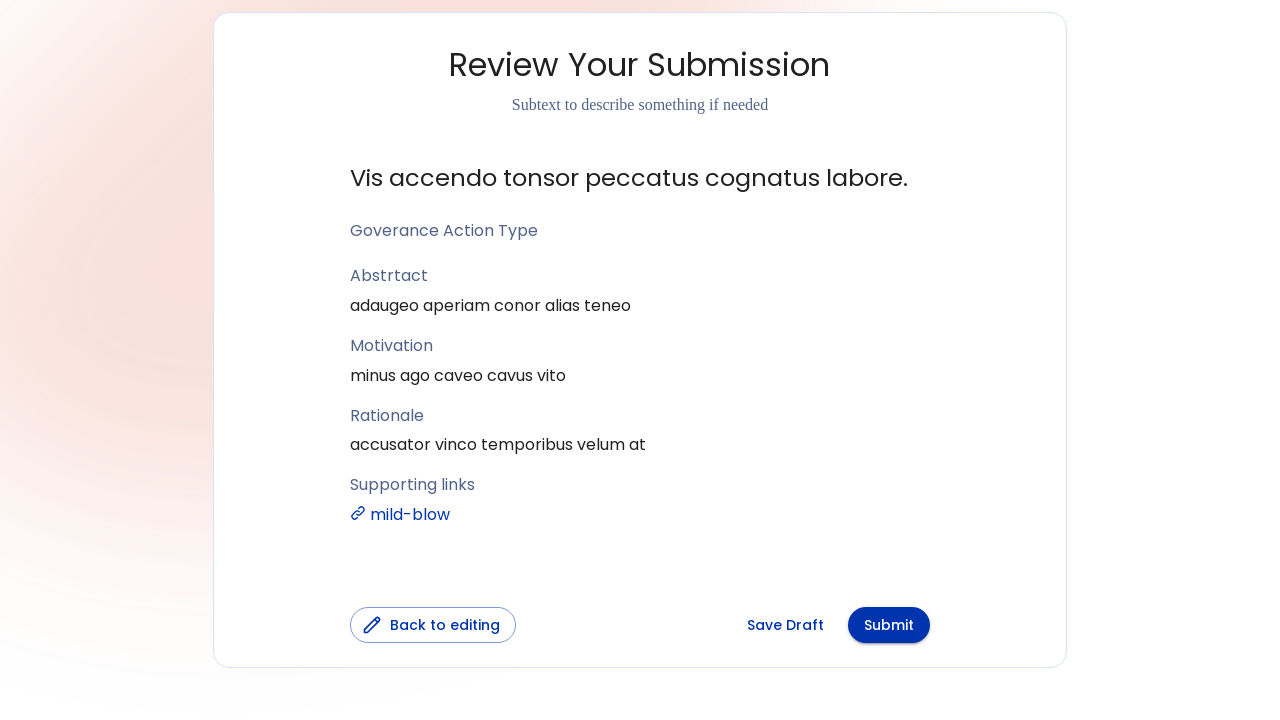 Review Your Submission
Subtext to describe something if needed
Vis accendo tonsor peccatus cognatus labore.
Goverance Action Type
Abstrtact
adaugeo aperiam conor alias teneo
Motivation
minus ago caveo cavus vito
Rationale
accusator vinco temporibus velum at
Supporting links
mild-blow
Back to editing
Save Draft
Submit